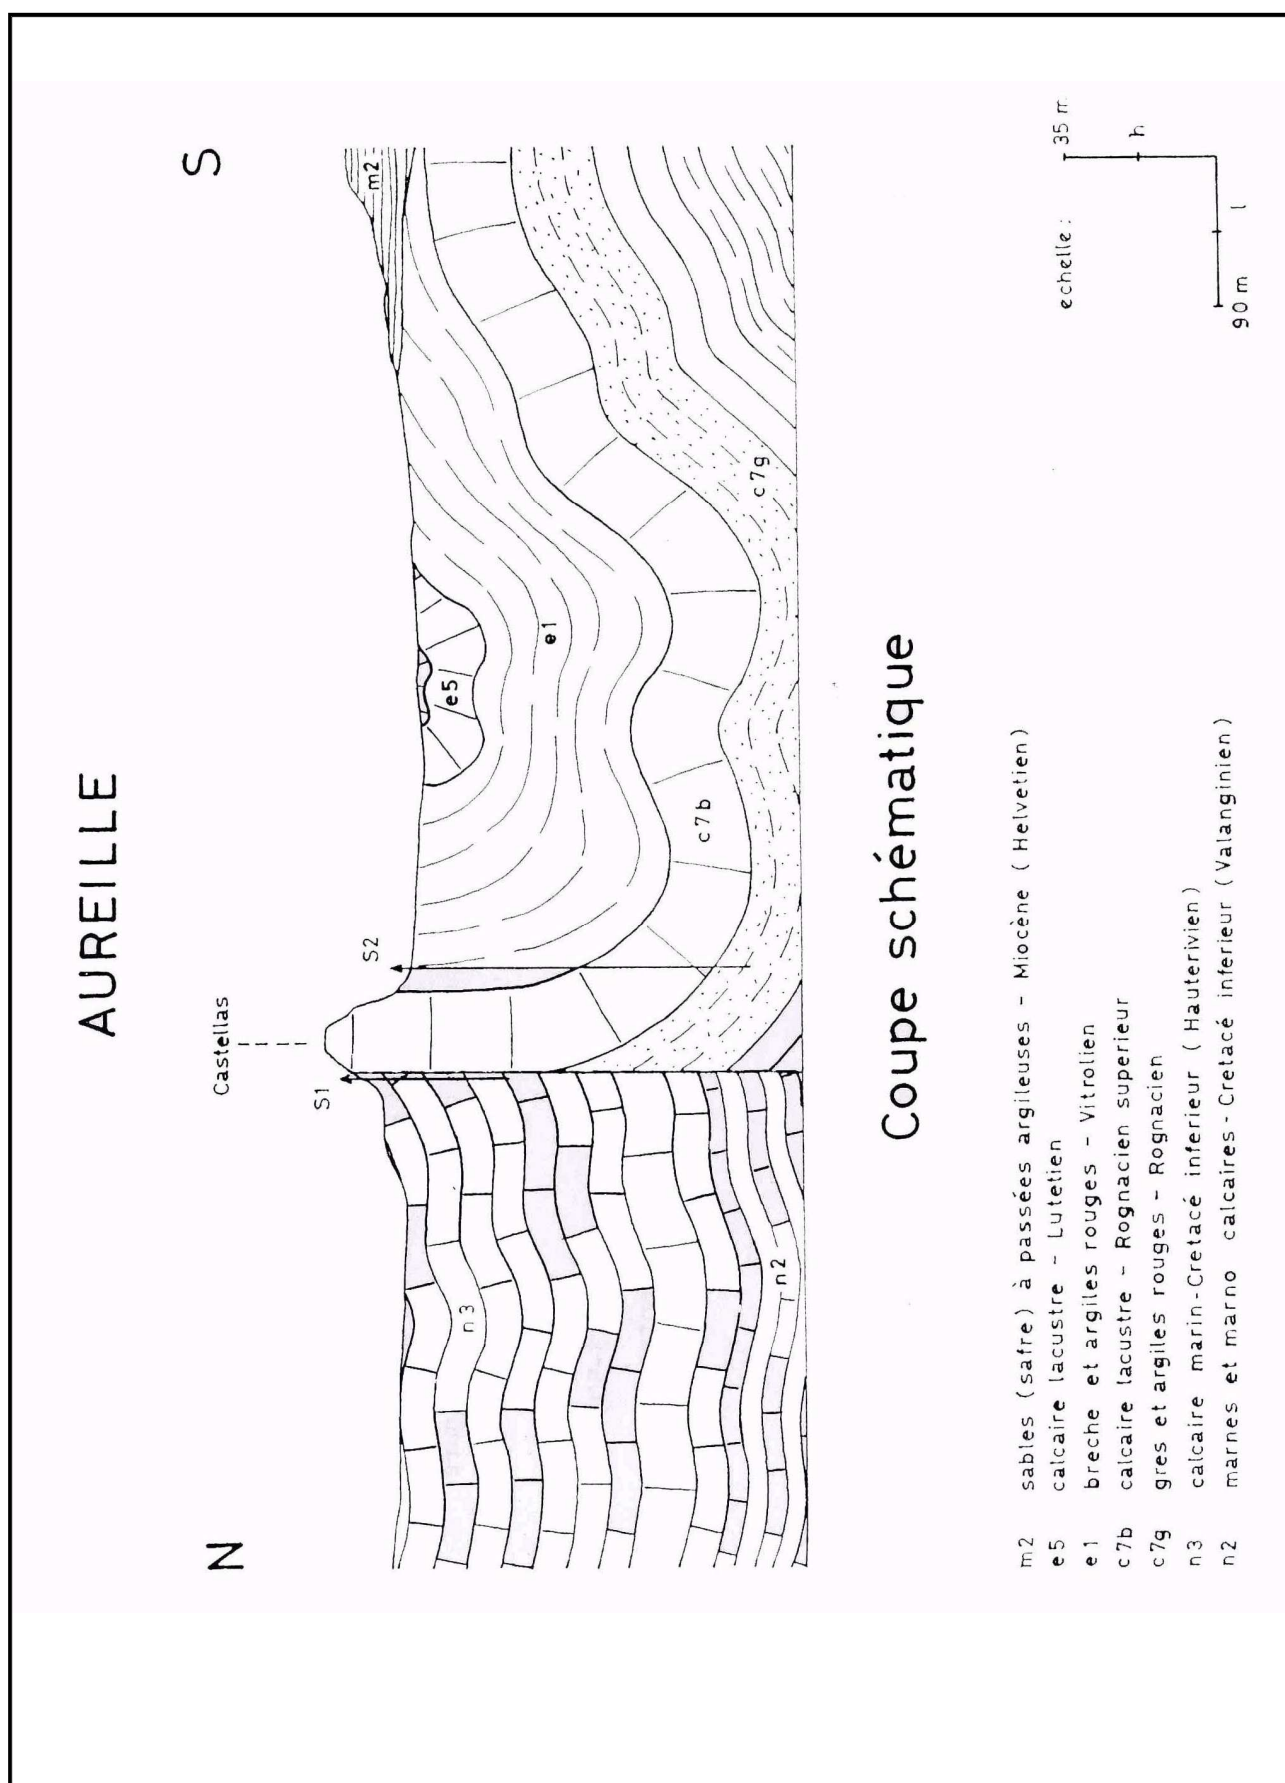 AUREILLE
N
S
Castellas
S1
S2
m2
e5
e1
n3
c7b
c7g
n2
Coupe schématique
echelle :
35 m
h
90 m
l
m2 sables (safre) à passées argileuses - Miocène (Helvetien)
e5 calcaire lacustre - Lutetien
e1 breche et argiles rouges - Vitrolien
c7b calcaire lacustre - Rognacien superieur
c7g gres et argiles rouges - Rognacien
n3 calcaire marin - Cretacé inferieur (Hauterivien)
n2 marnes et marno calcaires - Cretacé inferieur (Valanginien)